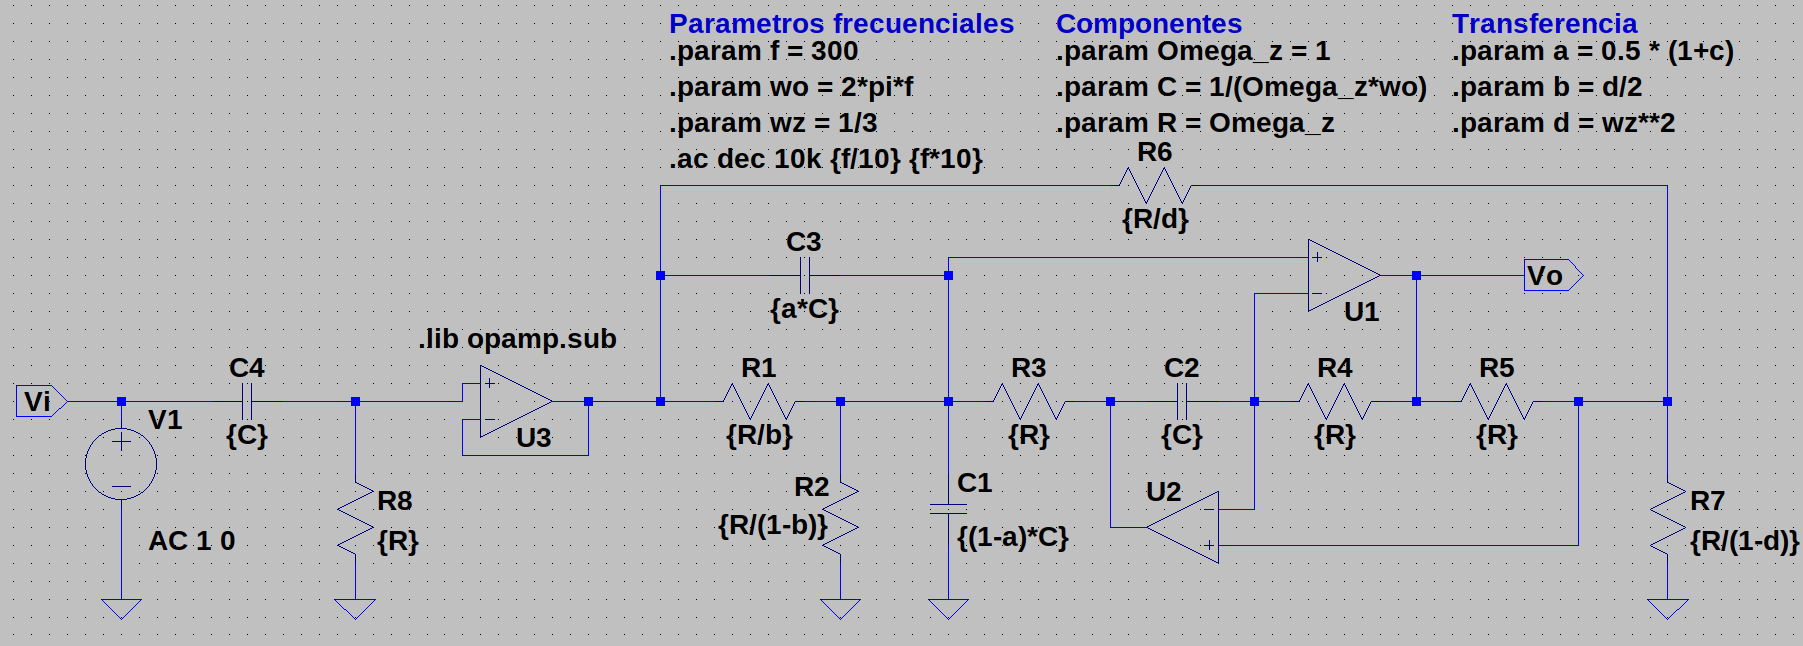 Parametros frecuenciales
.param f = 300
.param wo = 2*pi*f
.param wz = 1/3
.ac dec 10k {f/10} {f*10}
Componentes
.param Omega_z = 1
.param C = 1/(Omega_z*wo)
.param R = Omega_z
Transferencia
.param a = 0.5 * (1+c)
.param b = d/2
.param d = wz**2
R6
{R/d}
C3
{a*C}
U1
Vo
.lib opamp.sub
Vi
V1
AC 1 0
C4
{C}
R8
{R}
U3
R1
{R/b}
R2
{R/(1-b)}
C1
{(1-a)*C}
R3
{R}
C2
{C}
U2
R4
{R}
R5
{R}
R7
{R/(1-d)}